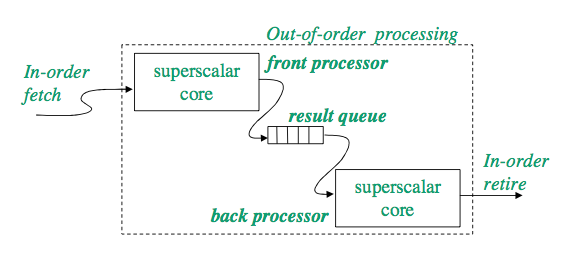 Out-of-order processing
In-order
fetch
superscalar
core
front processor
result queue
In-order
retire
superscalar
core
back processor